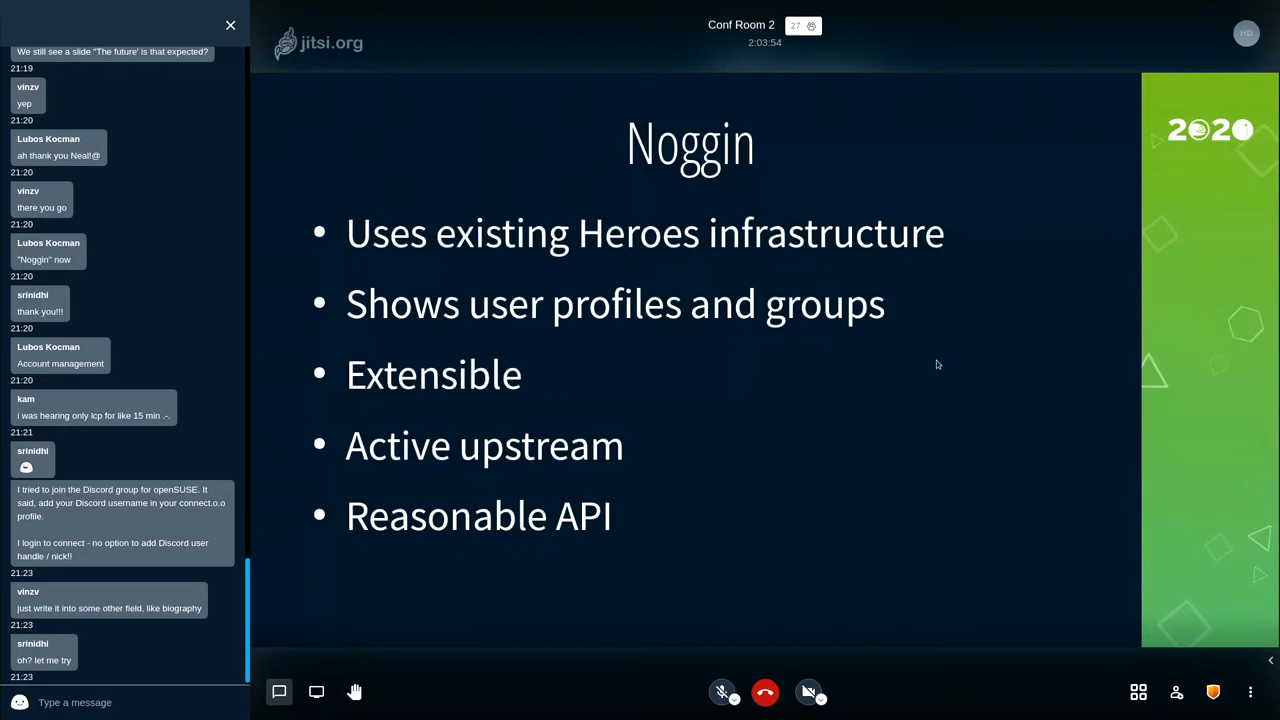 We still see a slide "The future' is that expected?
21:19
vinzv
yep
21:20
Lubos Kocman
ah thank you Neal!@
21:20
vinzv
there you go
21:20
Lubos Kocman
"Noggin" now
21:20
srinidhi
thank you!!!
21:20
Lubos Kocman
Account management
21:20
kam
i was hearing only lcp for like 15 min .-.
21:21
srinidhi
I tried to join the Discord group for openSUSE. It
said, add your Discord username in your connect.o.o
profile.
I login to connect - no option to add Discord user
handle / nick!!
21:23
vinzv
just write it into some other field, like biography
21:23
srinidhi
oh? let me try
21:23
Type a message
jitsi.org
Conf Room 2
27
2:03:54
HD
Noggin
• Uses existing Heroes infrastructure
• Shows user profiles and groups
• Extensible
• Active upstream
• Reasonable API
2020